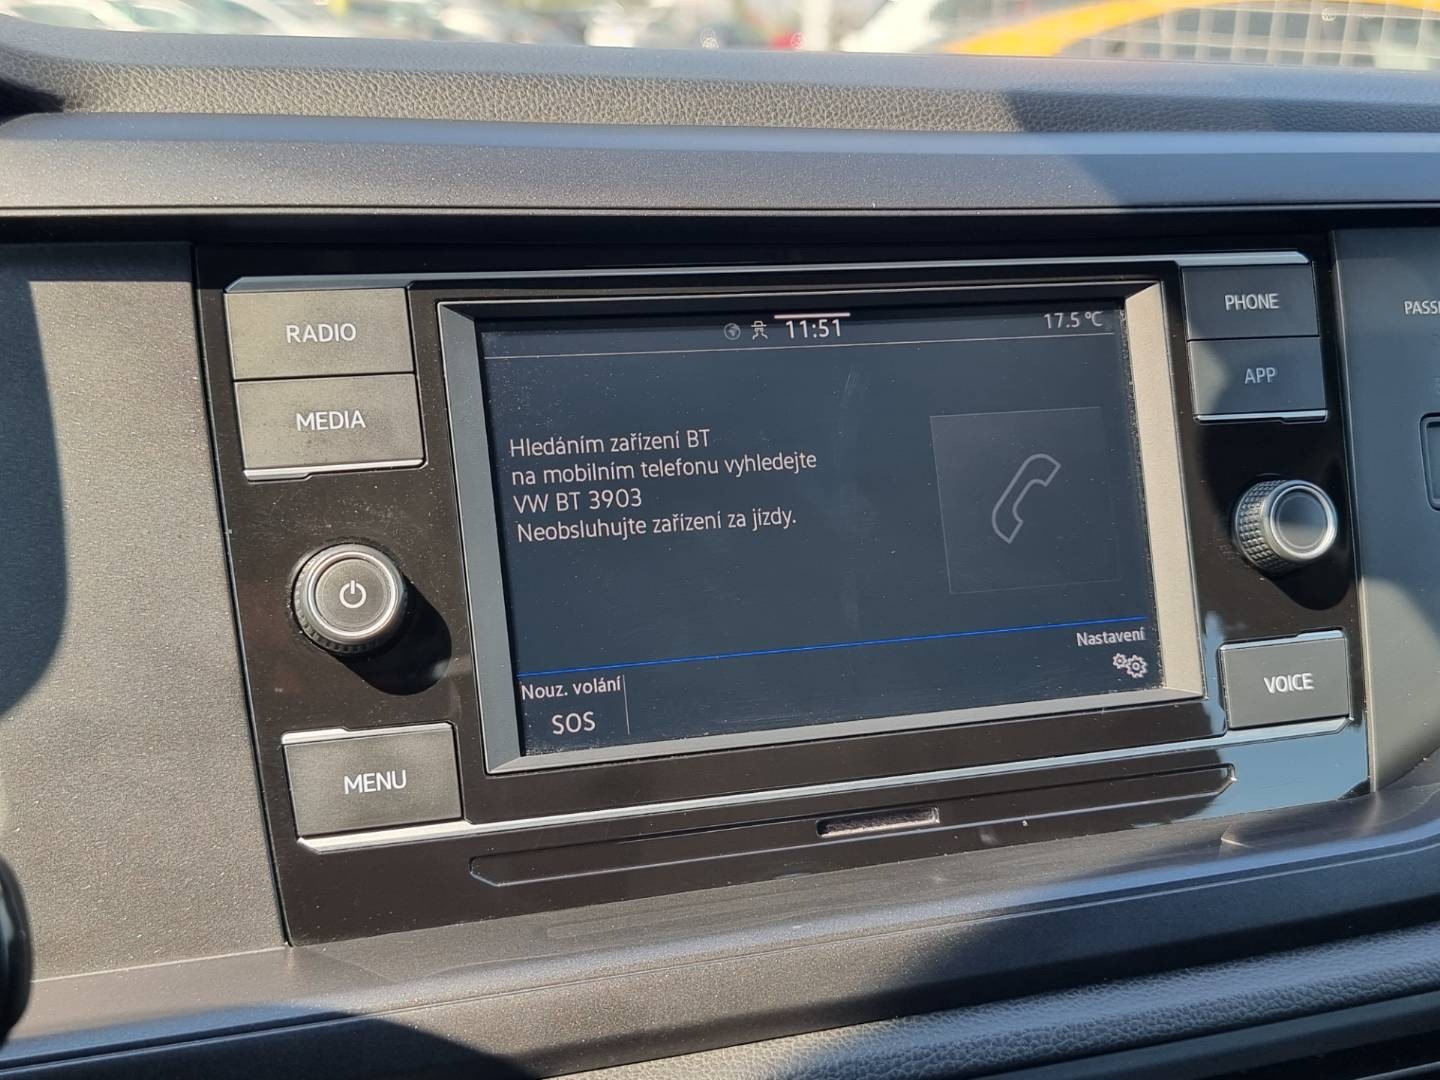 RADIO
MEDIA
MENU
11:51
17.5 °C
Hledáním zařízení BT
na mobilním telefonu vyhledejte
VW BT 3903
Neobsluhujte zařízení za jízdy.
Nastavení
Nouz. volání
SOS
PHONE
APP
VOICE